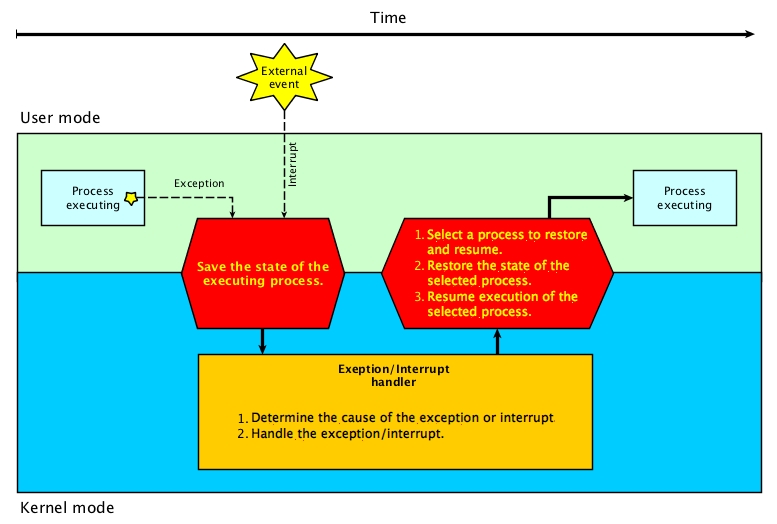 Time
External
event
User mode
Process
executing
Exception
Interrupt
Process
executing
Save the state of the
executing process.
1. Select a process to restore
and resume.
2. Restore the state of the
selected process.
3. Resume execution of the
selected process.
Exeption/Interrupt
handler
1. Determine the cause of the exception or interrupt
2. Handle the exception/interrupt.
Kernel mode